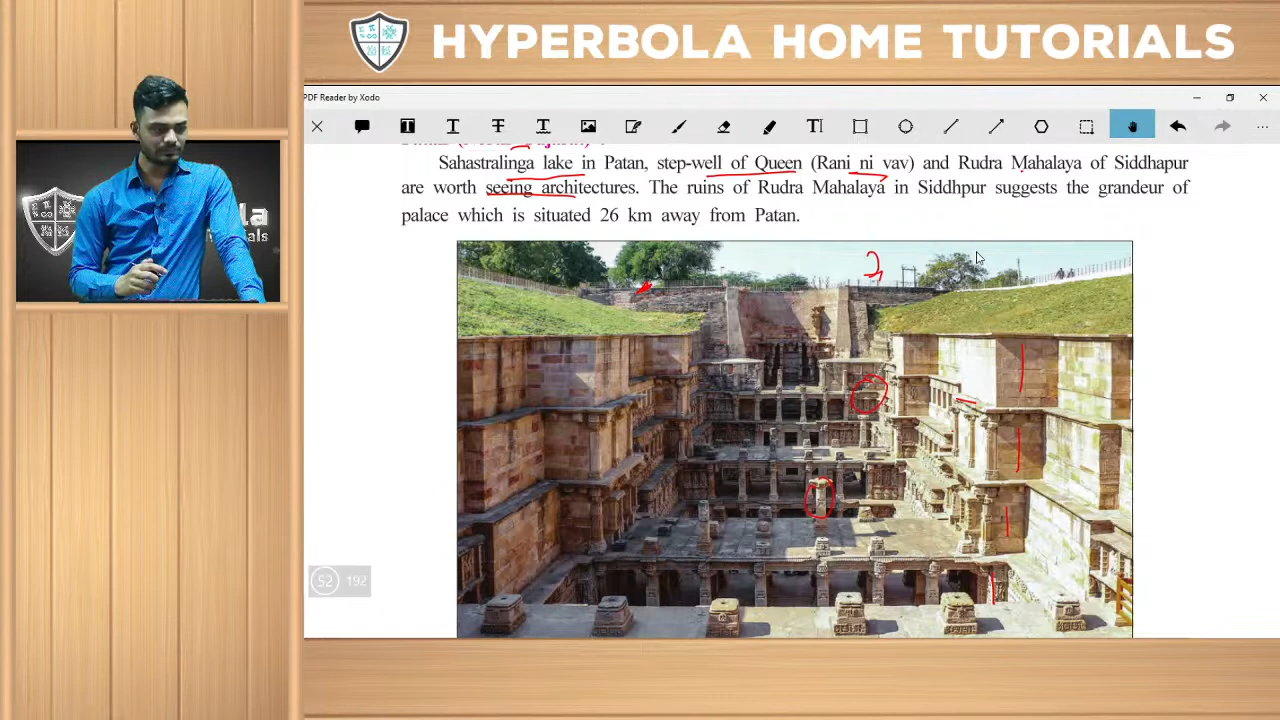 HYPERBOLA HOME TUTORIALS
PDF Reader by Xodo
Sahastralinga lake in Patan, step-well of Queen (Rani ni vav) and Rudra Mahalaya of Siddhapur
are worth seeing architectures. The ruins of Rudra Mahalaya in Siddhpur suggests the grandeur of
palace which is situated 26 km away from Patan.
52 192